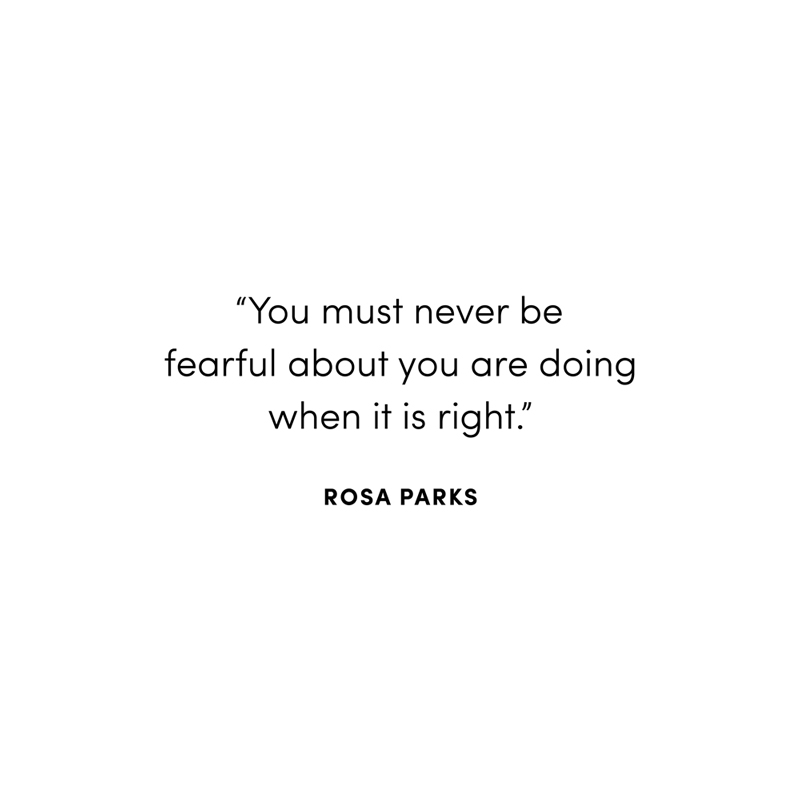 “You must never be
fearful about you are doing
when it is right.”
ROSA PARKS